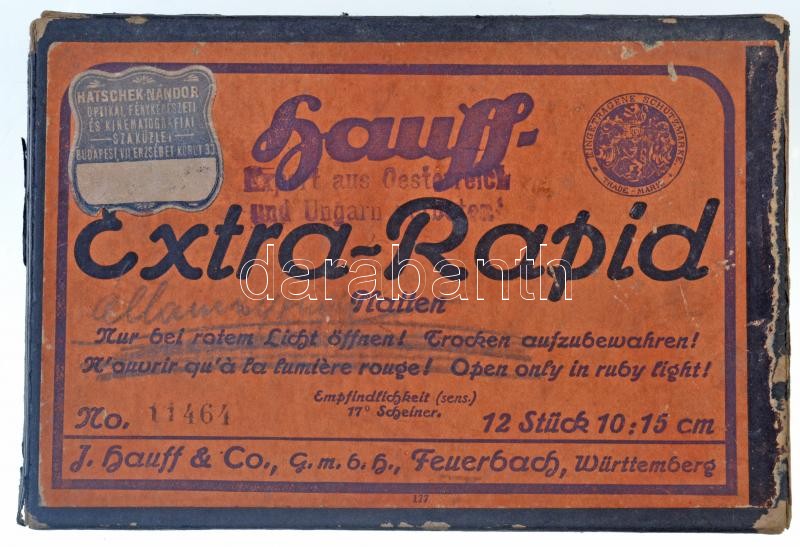 HATSCHEK NÁNDOR
OPTIKAI, FÉNYKÉPÉSZETI
ÉS KINEMATOGRAFIAI
SZAKÜZLET
BUDAPEST, VII. ERZSÉBET KÖRÚT 33
Hauff-
EINGETRAGENE SCHUTZMARKE
TRADE-MARK
Export aus Oesterreich
und Ungarn
Extra-Rapid
darabanth
Platten
Nur bei rotem Licht öffnen! Trocken aufzubewahren!
N'ouvrir qu'à la lumière rouge! Open only in ruby light!
Empfindlichkeit (sens.)
17° Scheiner.
No. 11464 12 Stück 10:15 cm
J. Hauff & Co., G. m. b. H., Feuerbach, Württemberg
177